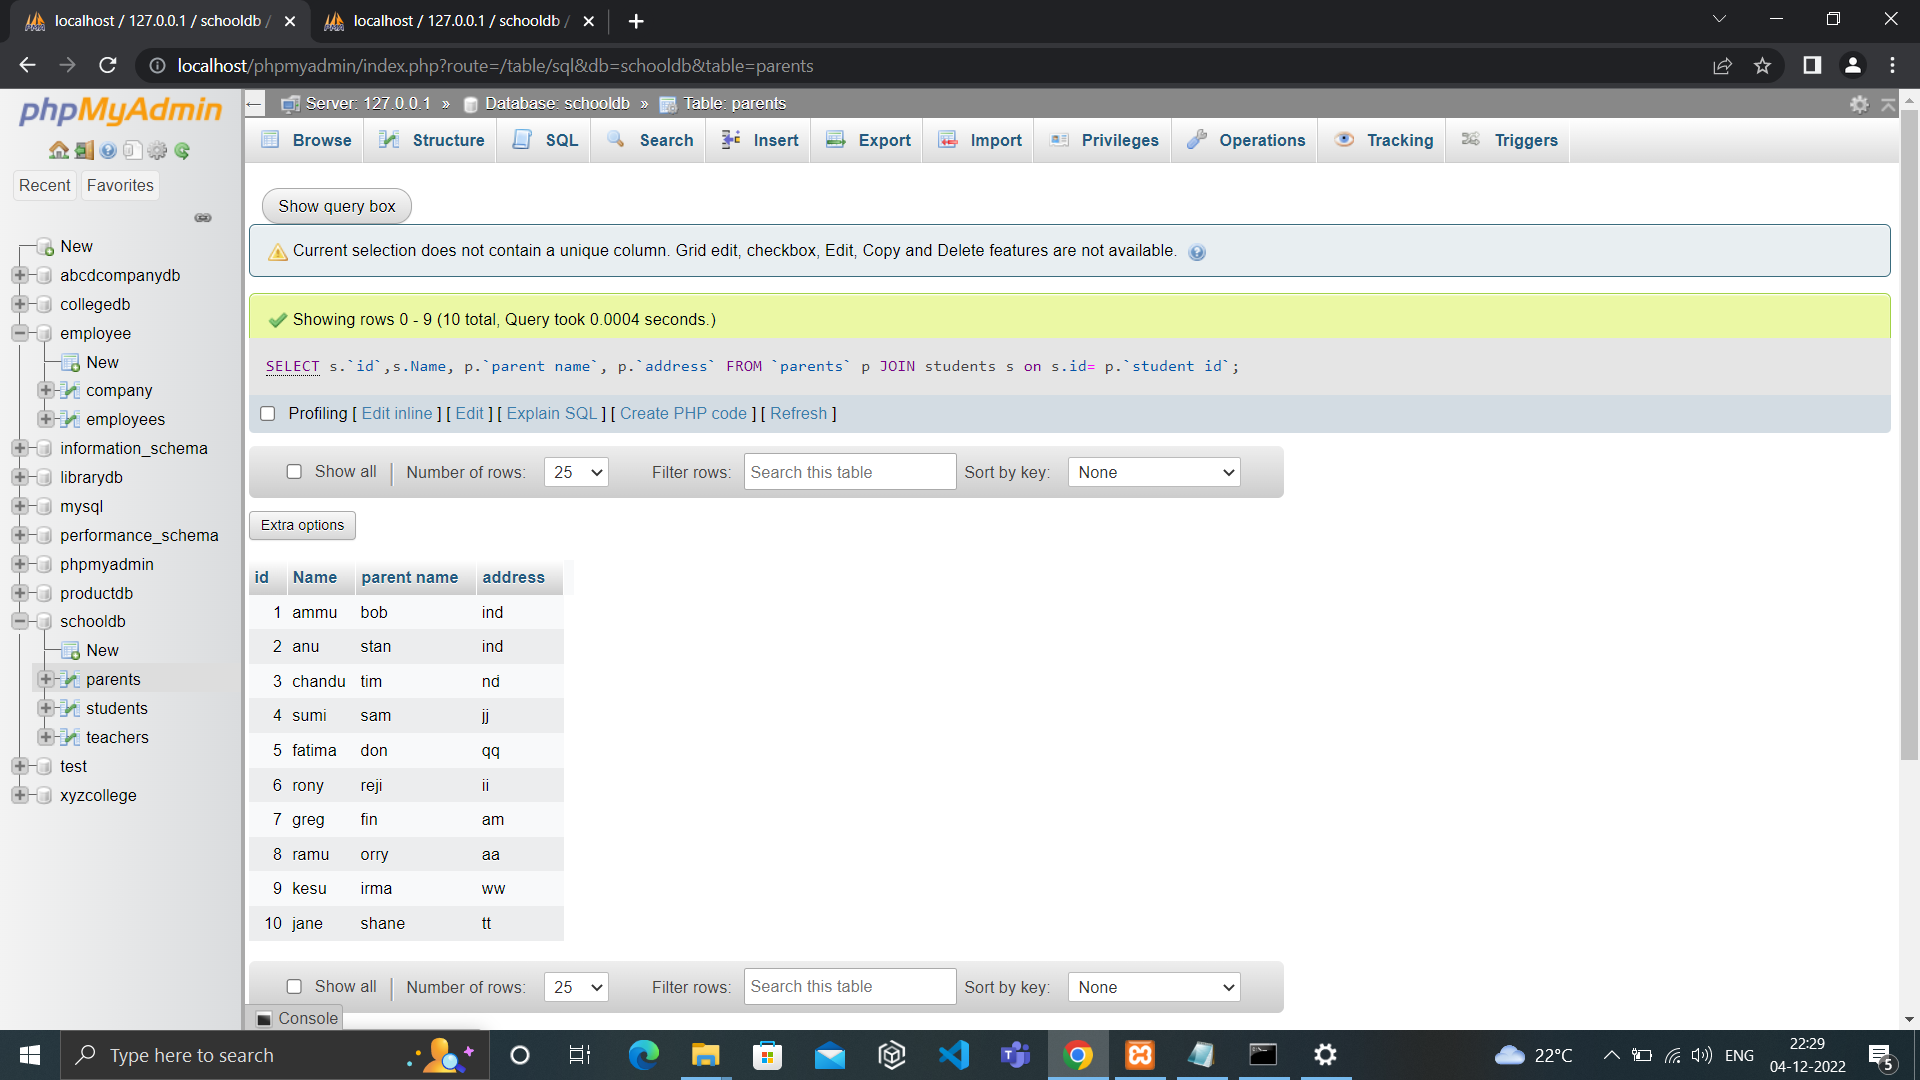 localhost / 127.0.0.1 / schooldb /
localhost / 127.0.0.1 / schooldb /
localhost/phpmyadmin/index.php?route=/table/sql&db=schooldb&table=parents
phpMyAdmin
Recent Favorites
New
abcdcompanydb
collegedb
employee
New
company
employees
information_schema
librarydb
mysql
performance_schema
phpmyadmin
productdb
schooldb
New
parents
students
teachers
test
xyzcollege
Server: 127.0.0.1 » Database: schooldb » Table: parents
Browse Structure SQL Search Insert Export Import Privileges Operations Tracking Triggers
Show query box
Current selection does not contain a unique column. Grid edit, checkbox, Edit, Copy and Delete features are not available.
Showing rows 0 - 9 (10 total, Query took 0.0004 seconds.)
SELECT s.`id`,s.Name, p.`parent name`, p.`address` FROM `parents` p JOIN students s on s.id= p.`student id`;
Profiling [ Edit inline ] [ Edit ] [ Explain SQL ] [ Create PHP code ] [ Refresh ]
Show all Number of rows: 25 Filter rows: Search this table Sort by key: None
Extra options
id Name parent name address
1 ammu bob ind
2 anu stan ind
3 chandu tim nd
4 sumi sam jj
5 fatima don qq
6 rony reji ii
7 greg fin am
8 ramu orry aa
9 kesu irma ww
10 jane shane tt
Show all Number of rows: 25 Filter rows: Search this table Sort by key: None
Console
Type here to search
22°C
ENG
22:29
04-12-2022
5